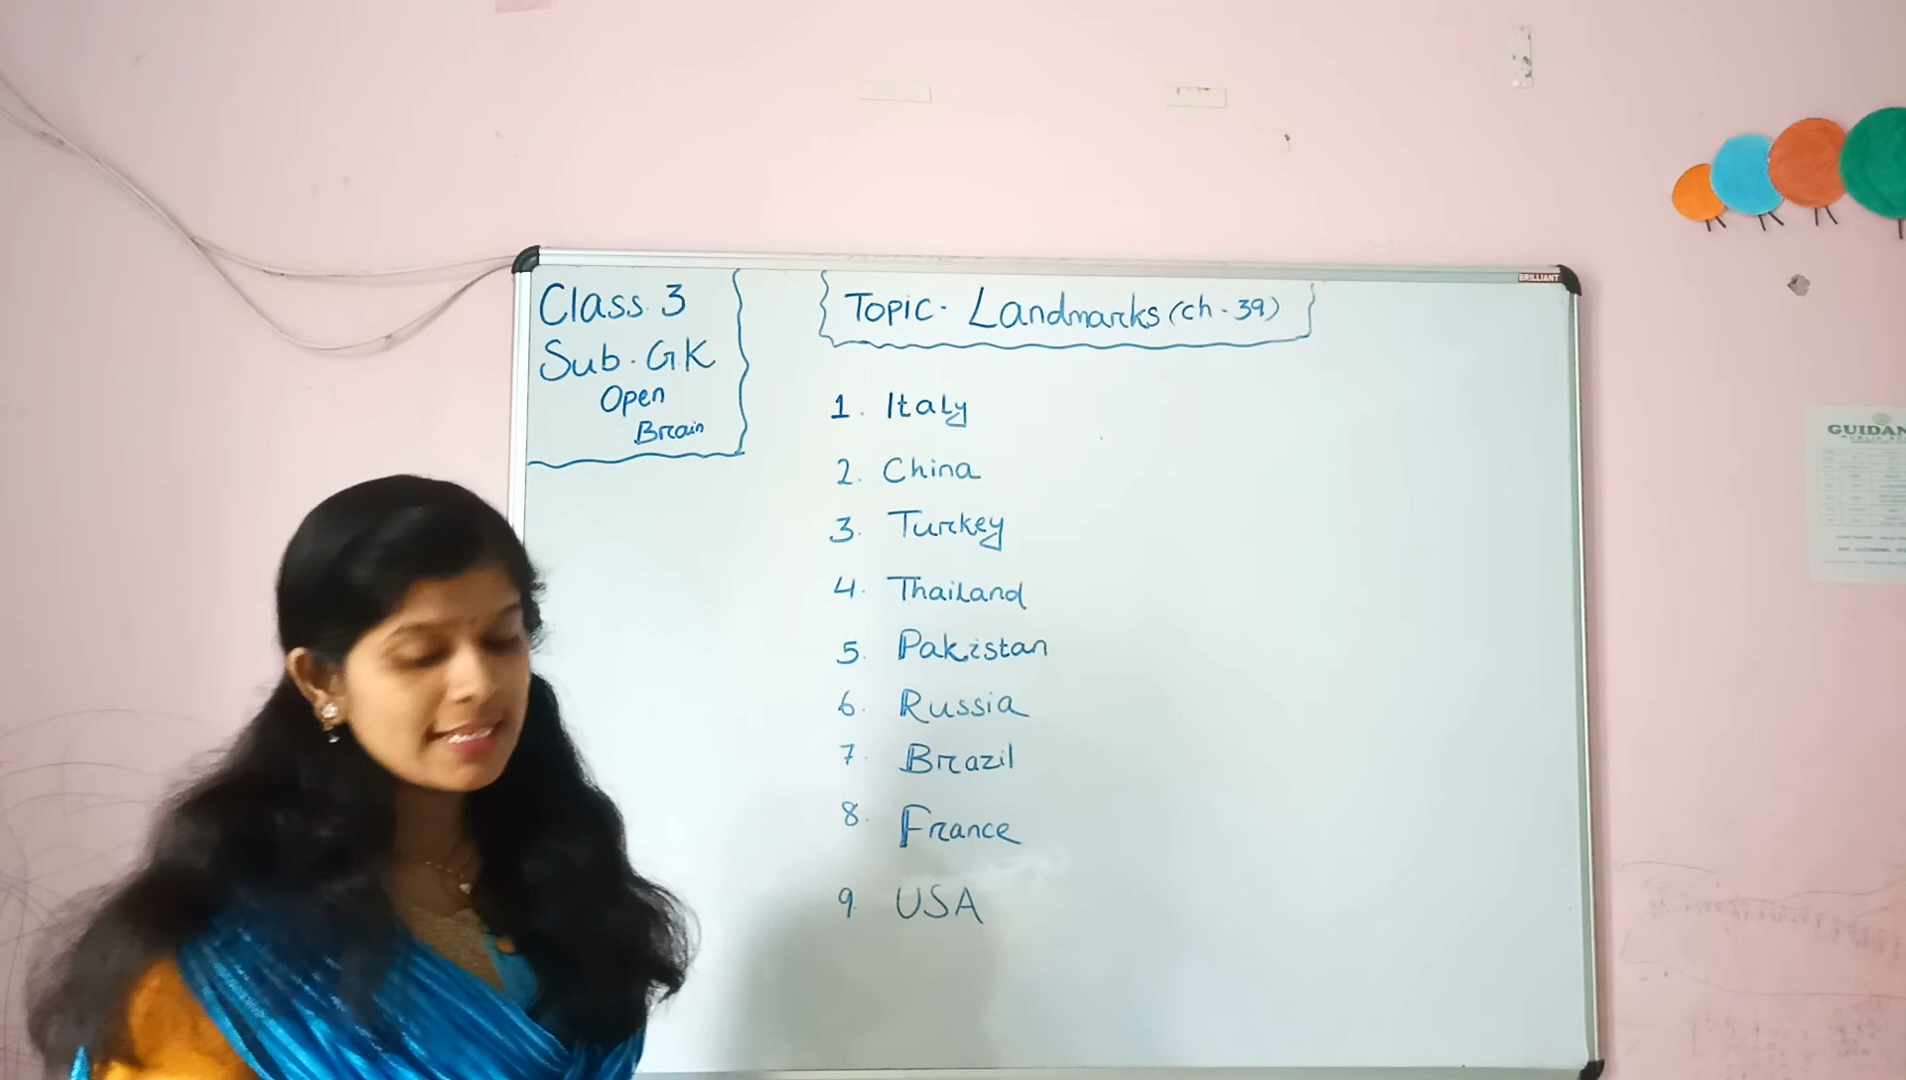 Class. 3
Sub. GK
Open
Brain
Topic. Landmarks (ch. 39)
1. Italy
2. China
3. Turkey
4. Thailand
5. Pakistan
6. Russia
7. Brazil
8. France
9. USA
BRILLIANT
GUIDAN